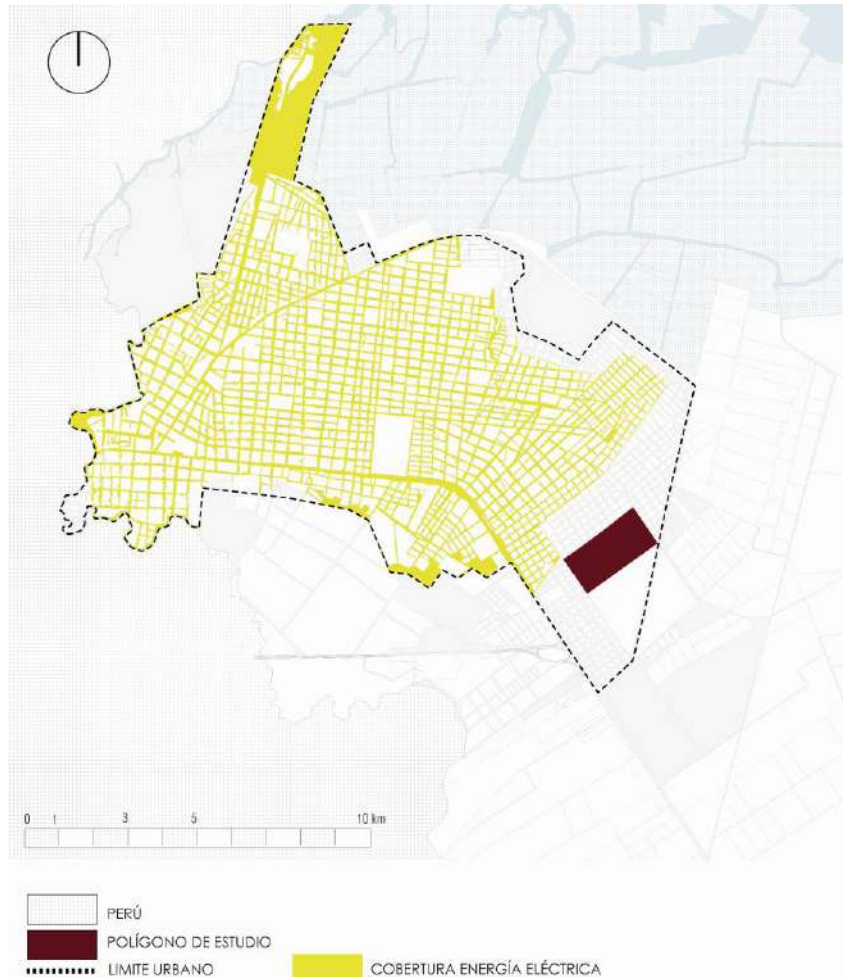 0 1 3 5 10 km
PERÚ
POLÍGONO DE ESTUDIO
LIMITE URBANO COBERTURA ENERGÍA ELÉCTRICA